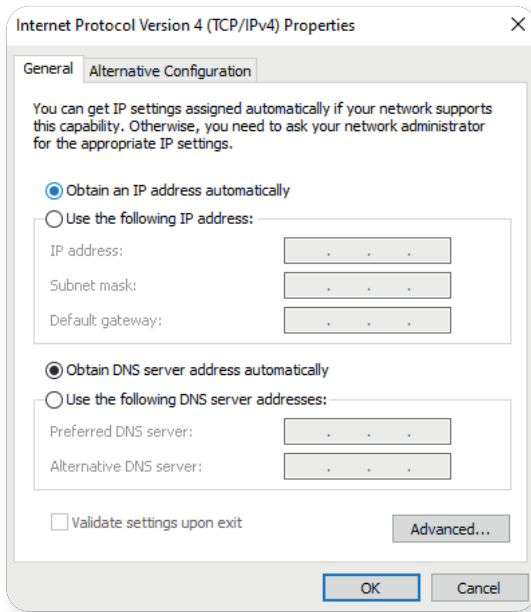 Internet Protocol Version 4 (TCP/IPv4) Properties
General
Alternative Configuration
You can get IP settings assigned automatically if your network supports
this capability. Otherwise, you need to ask your network administrator
for the appropriate IP settings.
Obtain an IP address automatically
Use the following IP address:
IP address:
Subnet mask:
Default gateway:
Obtain DNS server address automatically
Use the following DNS server addresses:
Preferred DNS server:
Alternative DNS server:
Validate settings upon exit
Advanced...
OK
Cancel